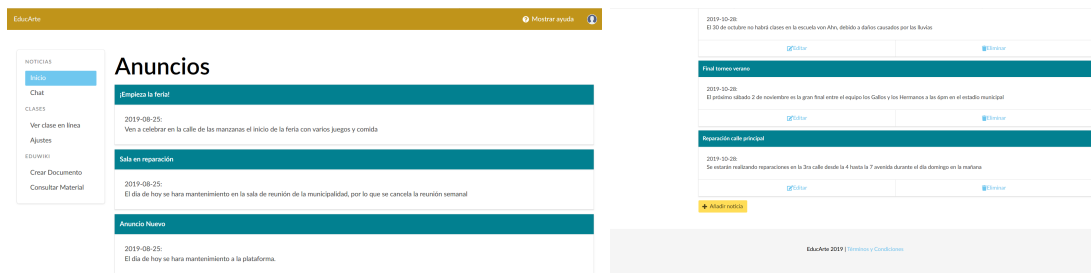 EducArte
Mostrar ayuda
NOTICIAS
Inicio
Chat
CLASES
Ver clase en línea
Ajustes
EDUWIKI
Crear Documento
Consultar Material
Anuncios
¡Empieza la feria!
2019-08-25:
Ven a celebrar en la calle de las manzanas el inicio de la feria con varios juegos y comida
Sala en reparación
2019-08-25:
El día de hoy se hara mantenimiento en la sala de reunión de la municipalidad, por lo que se cancela la reunión semanal
Anuncio Nuevo
2019-08-25:
El día de hoy se hara mantenimiento a la plataforma.
2019-10-28:
El 30 de octubre no habrá clases en la escuela von Ahn, debido a daños causados por las lluvias
Editar
Eliminar
Final torneo verano
2019-10-28:
El próximo sábado 2 de noviembre es la gran final entre el equipo los Gallos y los Hermanos a las 6pm en el estadio municipal
Editar
Eliminar
Reparación calle principal
2019-10-28:
Se estarán realizando reparaciones en la 3ra calle desde la 4 hasta la 7 avenida durante el día domingo en la mañana
Editar
Eliminar
+ Añadir noticia
EducArte 2019 | Términos y Condiciones